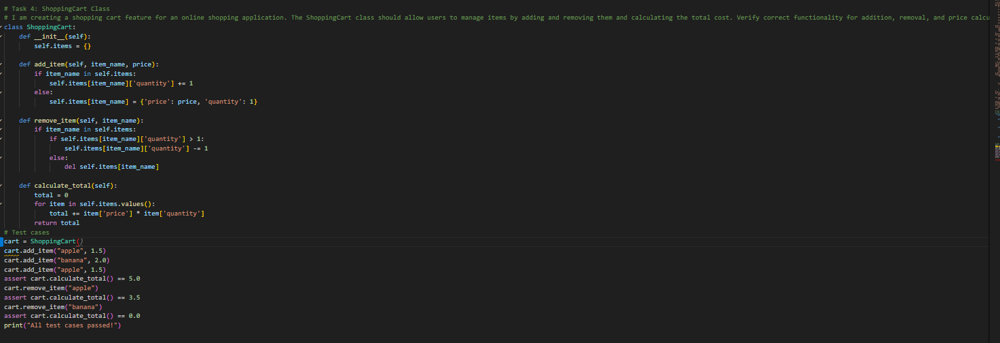 # Task 4: ShoppingCart Class
# I am creating a shopping cart feature for an online shopping application. The ShoppingCart class should allow users to manage items by adding and removing them and calculating the total cost. Verify correct functionality for addition, removal, and price calcu
class ShoppingCart:
    def __init__(self):
        self.items = {}
    def add_item(self, item_name, price):
        if item_name in self.items:
            self.items[item_name]['quantity'] += 1
        else:
            self.items[item_name] = {'price': price, 'quantity': 1}
    def remove_item(self, item_name):
        if item_name in self.items:
            if self.items[item_name]['quantity'] > 1:
                self.items[item_name]['quantity'] -= 1
            else:
                del self.items[item_name]
    def calculate_total(self):
        total = 0
        for item in self.items.values():
            total += item['price'] * item['quantity']
        return total
# Test cases
cart = ShoppingCart()
cart.add_item("apple", 1.5)
cart.add_item("banana", 2.0)
cart.add_item("apple", 1.5)
assert cart.calculate_total() == 5.0
cart.remove_item("apple")
assert cart.calculate_total() == 3.5
cart.remove_item("banana")
assert cart.calculate_total() == 0.0
print("All test cases passed!")